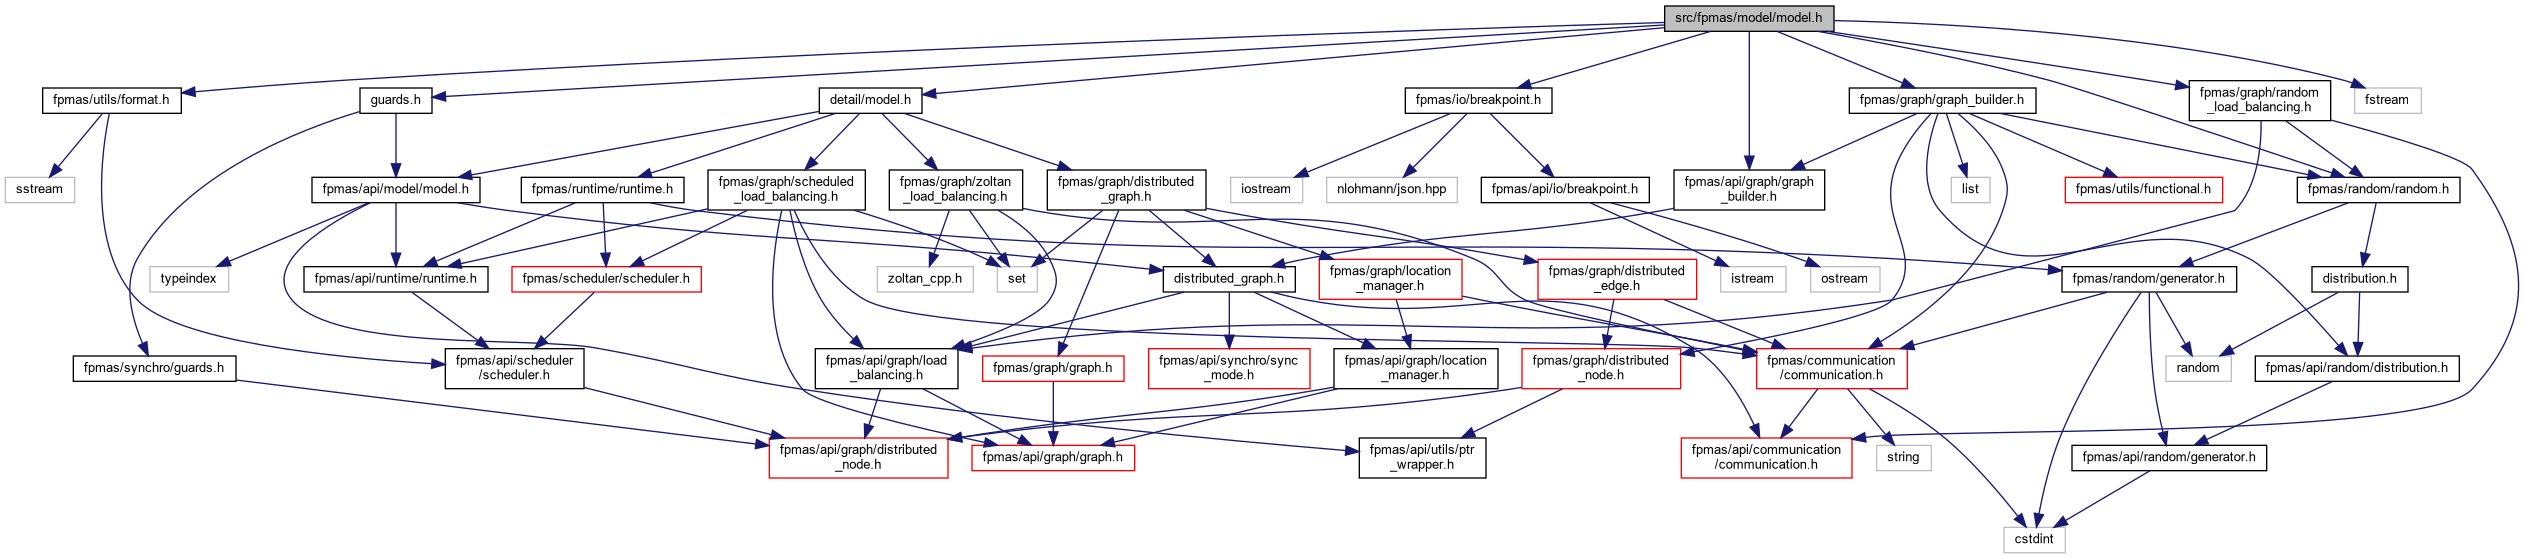 src/fpmas/model/model.h
fpmas/utils/format.h
guards.h
detail/model.h
fpmas/io/breakpoint.h
fpmas/graph/graph_builder.h
fpmas/graph/random
_load_balancing.h
fstream
sstream
fpmas/api/model/model.h
fpmas/runtime/runtime.h
fpmas/graph/scheduled
_load_balancing.h
fpmas/graph/zoltan
_load_balancing.h
fpmas/graph/distributed
_graph.h
iostream
nlohmann/json.hpp
fpmas/api/io/breakpoint.h
fpmas/api/graph/graph
_builder.h
list
fpmas/utils/functional.h
fpmas/random/random.h
typeindex
fpmas/api/runtime/runtime.h
fpmas/scheduler/scheduler.h
zoltan_cpp.h
set
distributed_graph.h
fpmas/graph/location
_manager.h
fpmas/graph/distributed
_edge.h
istream
ostream
fpmas/random/generator.h
distribution.h
fpmas/synchro/guards.h
fpmas/api/scheduler
/scheduler.h
fpmas/api/graph/load
_balancing.h
fpmas/graph/graph.h
fpmas/api/synchro/sync
_mode.h
fpmas/api/graph/location
_manager.h
fpmas/graph/distributed
_node.h
fpmas/communication
/communication.h
random
fpmas/api/random/distribution.h
fpmas/api/graph/distributed
_node.h
fpmas/api/graph/graph.h
fpmas/api/utils/ptr
_wrapper.h
fpmas/api/communication
/communication.h
string
fpmas/api/random/generator.h
cstdint